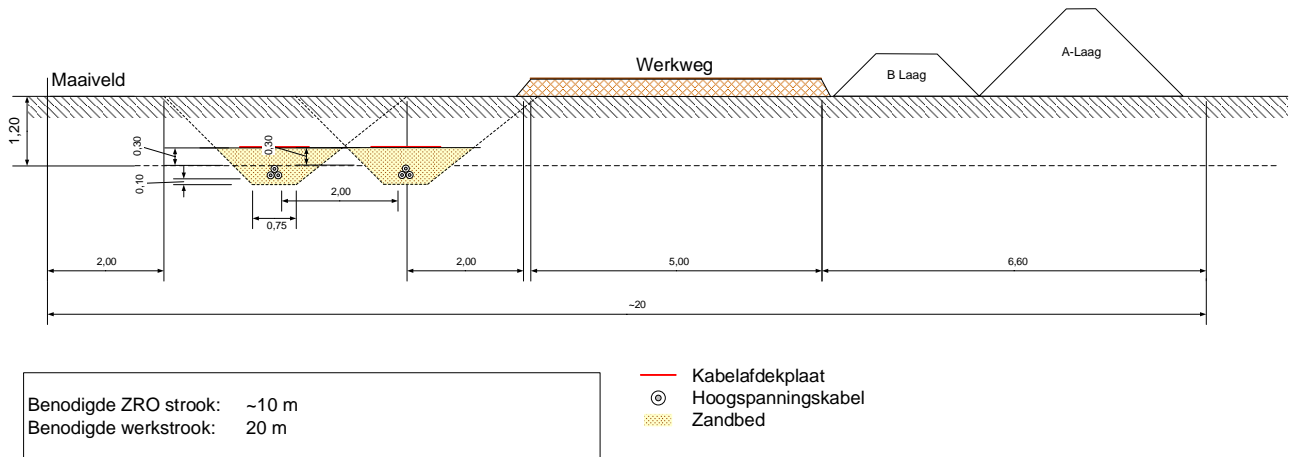 A-Laag
B Laag
Werkweg
Maaiveld
1,20
0,30
0,30
0,10
2,00
0,75
2,00
2,00
5,00
6,60
~20
Kabelafdekplaat
Hoogspanningskabel
Zandbed
Benodigde ZRO strook: ~10 m
Benodigde werkstrook: 20 m